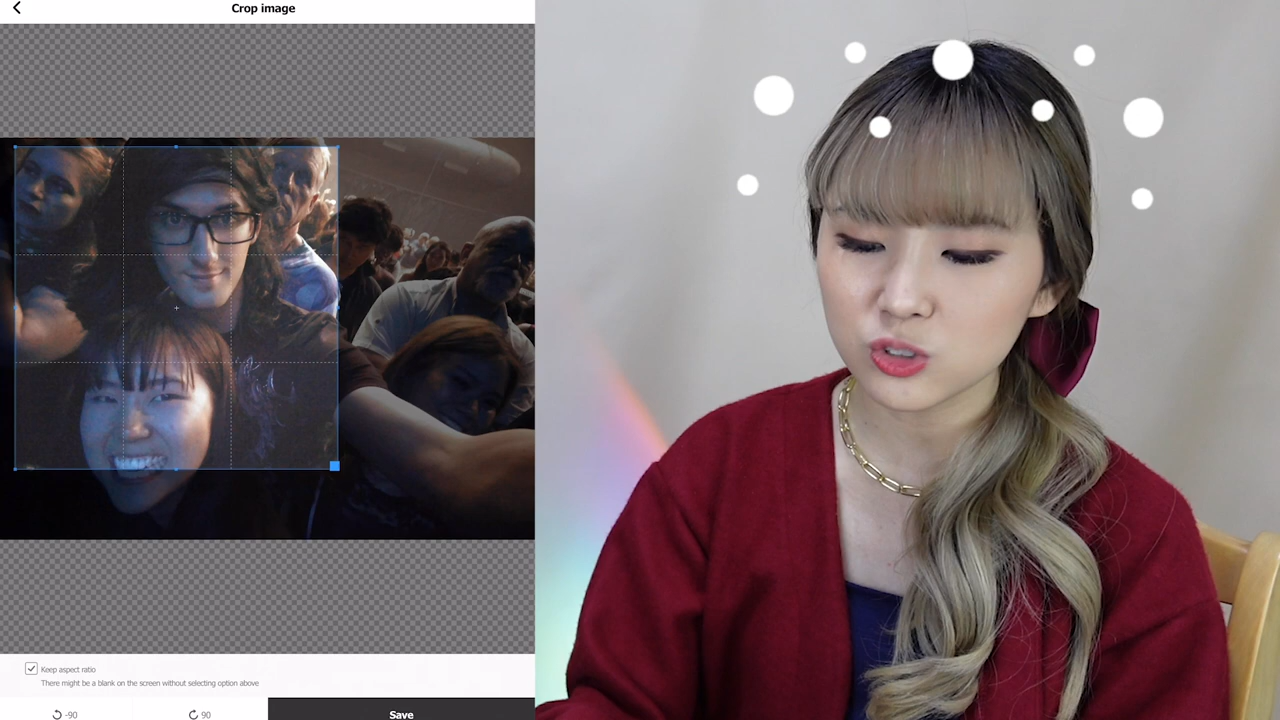 Crop image
Keep aspect ratio
There might be a blank on the screen without selecting option above
-90
90
Save